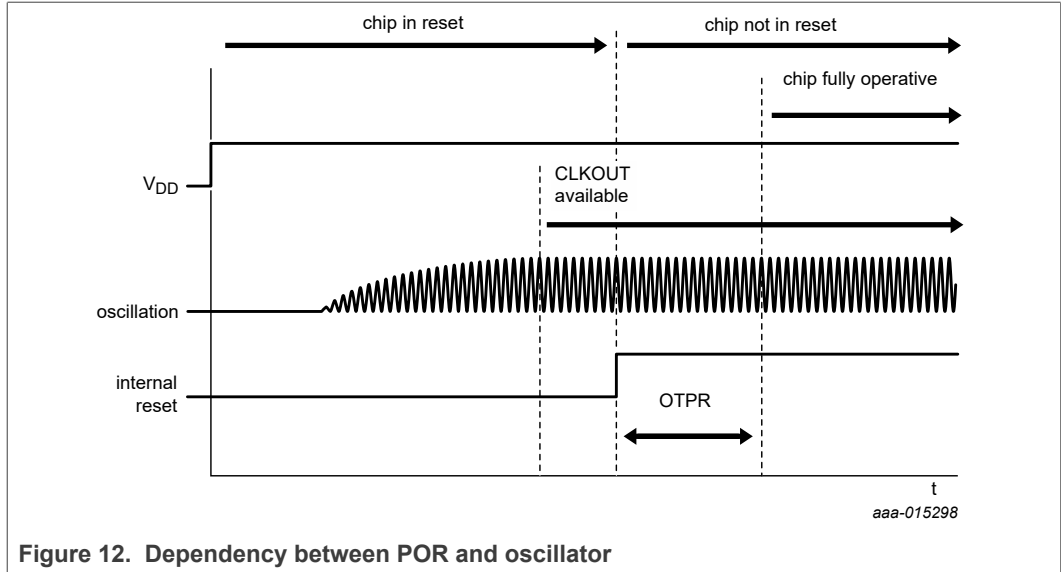 chip in reset
chip not in reset
chip fully operative
VDD
CLKOUT
available
oscillation
internal
reset
OTPR
t
aaa-015298
Figure 12. Dependency between POR and oscillator